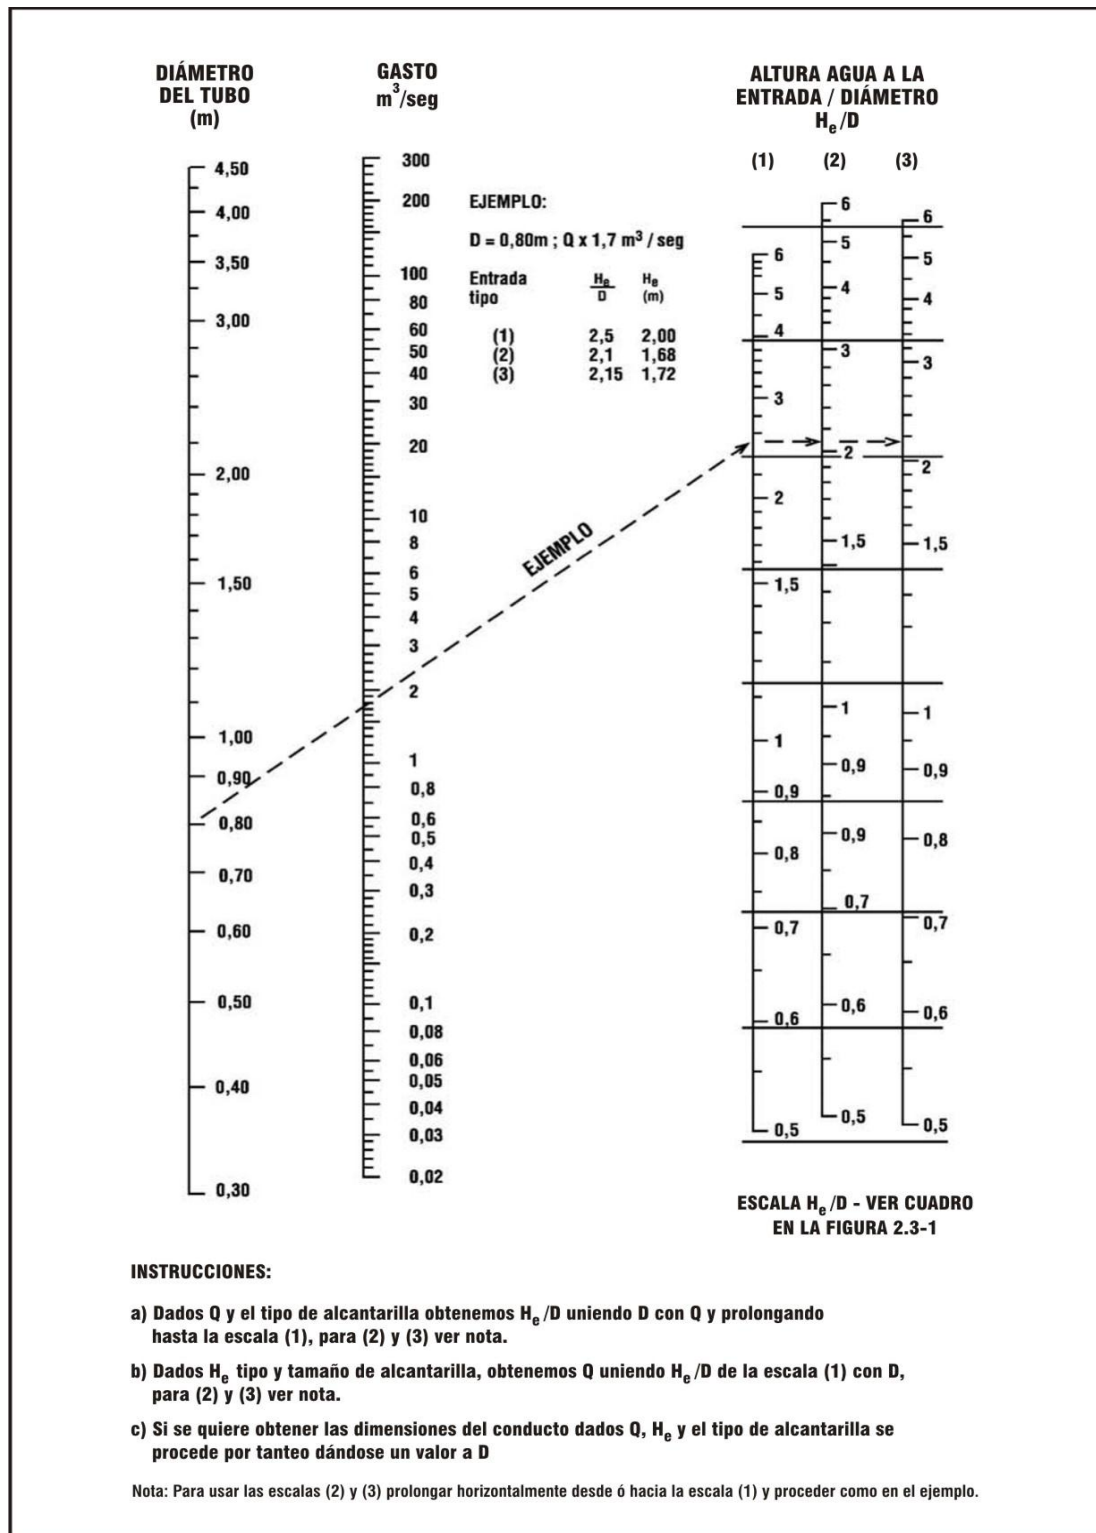 DIÁMETRO
DEL TUBO
(m)
GASTO
m³/seg
ALTURA AGUA A LA
ENTRADA / DIÁMETRO
Hₑ/D
(1) (2) (3)
4,50
4,00
3,50
3,00
2,00
1,50
1,00
0,90
0,80
0,70
0,60
0,50
0,40
0,30
300
200
100
80
60
50
40
30
20
10
8
6
5
4
3
2
1
0,8
0,6
0,5
0,4
0,3
0,2
0,1
0,08
0,06
0,05
0,04
0,03
0,02
EJEMPLO:
D = 0,80m ; Q x 1,7 m³ / seg
Entrada Hₑ Hₑ
tipo D (m)
(1) 2,5 2,00
(2) 2,1 1,68
(3) 2,15 1,72
EJEMPLO
6
5
4
3
2
1,5
1
0,9
0,8
0,7
0,6
0,5
6
5
4
3
2
1,5
1
0,9
0,9
0,7
0,6
0,5
6
5
4
3
2
1,5
1
0,9
0,8
0,7
0,6
0,5
ESCALA Hₑ/D - VER CUADRO
EN LA FIGURA 2.3-1
INSTRUCCIONES:
a) Dados Q y el tipo de alcantarilla obtenemos Hₑ/D uniendo D con Q y prolongando
hasta la escala (1), para (2) y (3) ver nota.
b) Dados Hₑ tipo y tamaño de alcantarilla, obtenemos Q uniendo Hₑ/D de la escala (1) con D,
para (2) y (3) ver nota.
c) Si se quiere obtener las dimensiones del conducto dados Q, Hₑ y el tipo de alcantarilla se
procede por tanteo dándose un valor a D
Nota: Para usar las escalas (2) y (3) prolongar horizontalmente desde ó hacia la escala (1) y proceder como en el ejemplo.